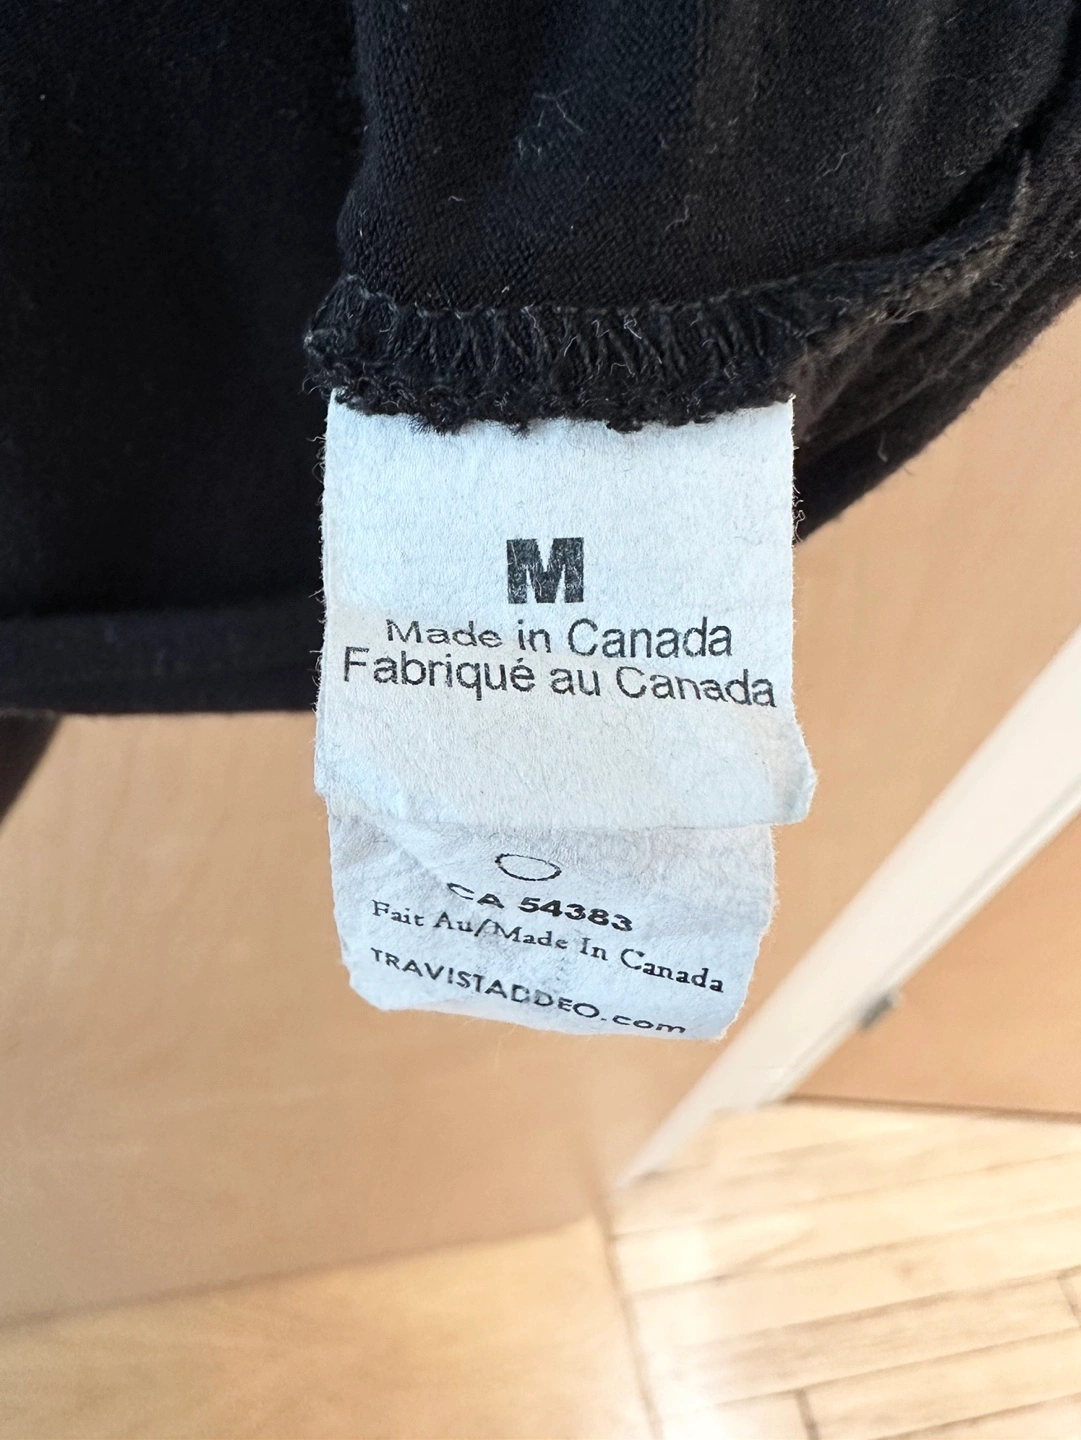 M
Made in Canada
Fabriqué au Canada
CA 54383
Fait Au/Made In Canada
TRAVISTADDEO.com